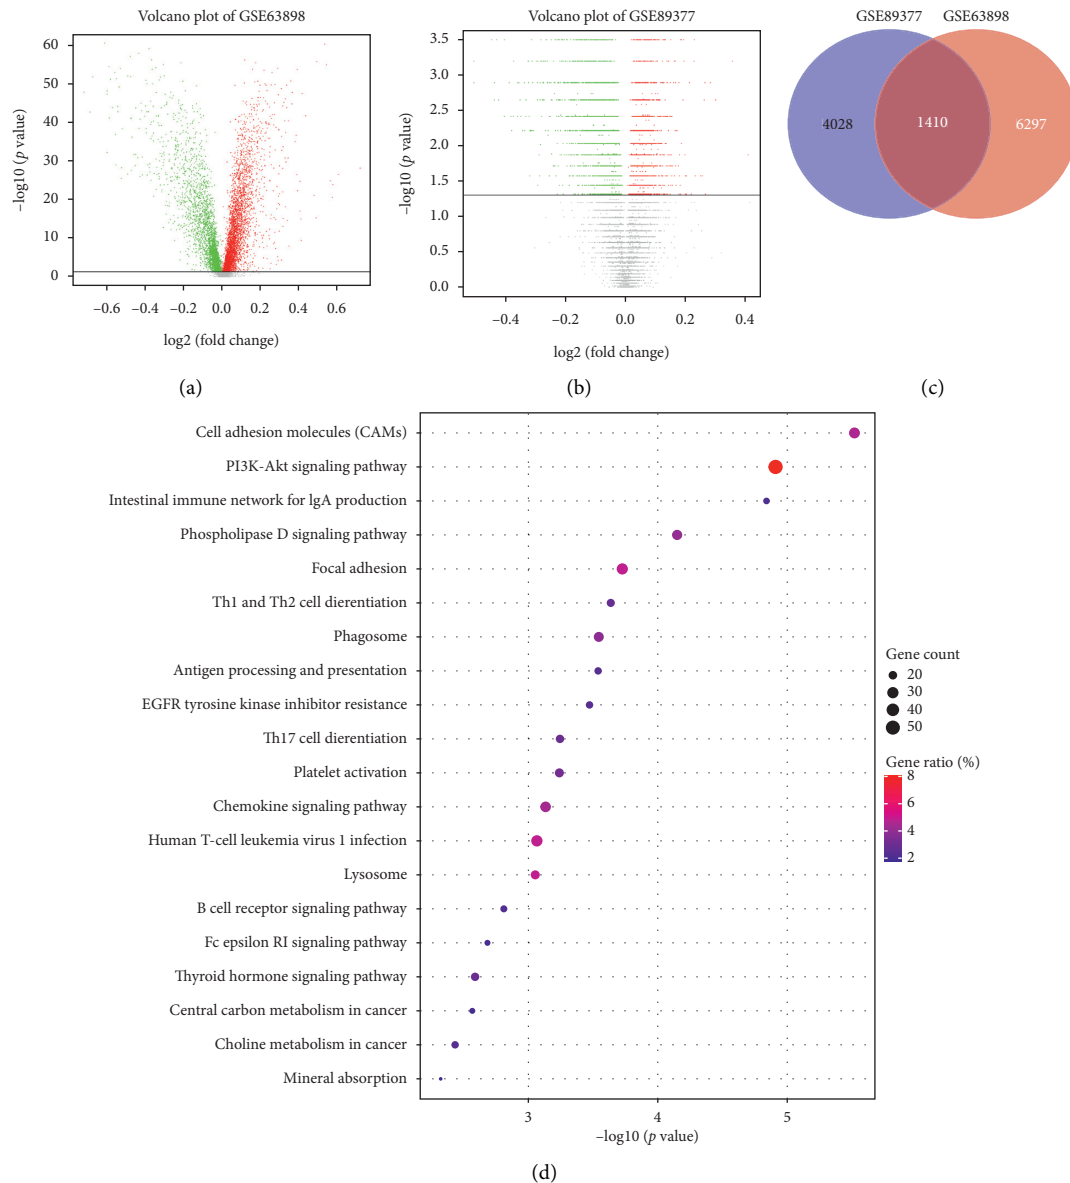 Volcano plot of GSE63898
60
50
40
30
20
10
0
−log10 (p value)
−0.6 −0.4 −0.2 0.0 0.2 0.4 0.6
log2 (fold change)
(a)
Volcano plot of GSE89377
3.5
3.0
2.5
2.0
1.5
1.0
0.5
0.0
−log10 (p value)
−0.4 −0.2 0.0 0.2 0.4
log2 (fold change)
(b)
GSE89377 GSE63898
4028 1410 6297
(c)
Cell adhesion molecules (CAMs)
PI3K-Akt signaling pathway
Intestinal immune network for lgA production
Phospholipase D signaling pathway
Focal adhesion
Th1 and Th2 cell dierentiation
Phagosome
Antigen processing and presentation
EGFR tyrosine kinase inhibitor resistance
Th17 cell dierentiation
Platelet activation
Chemokine signaling pathway
Human T-cell leukemia virus 1 infection
Lysosome
B cell receptor signaling pathway
Fc epsilon RI signaling pathway
Thyroid hormone signaling pathway
Central carbon metabolism in cancer
Choline metabolism in cancer
Mineral absorption
3 4 5
−log10 (p value)
Gene count
20
30
40
50
Gene ratio (%)
8
6
4
2
(d)